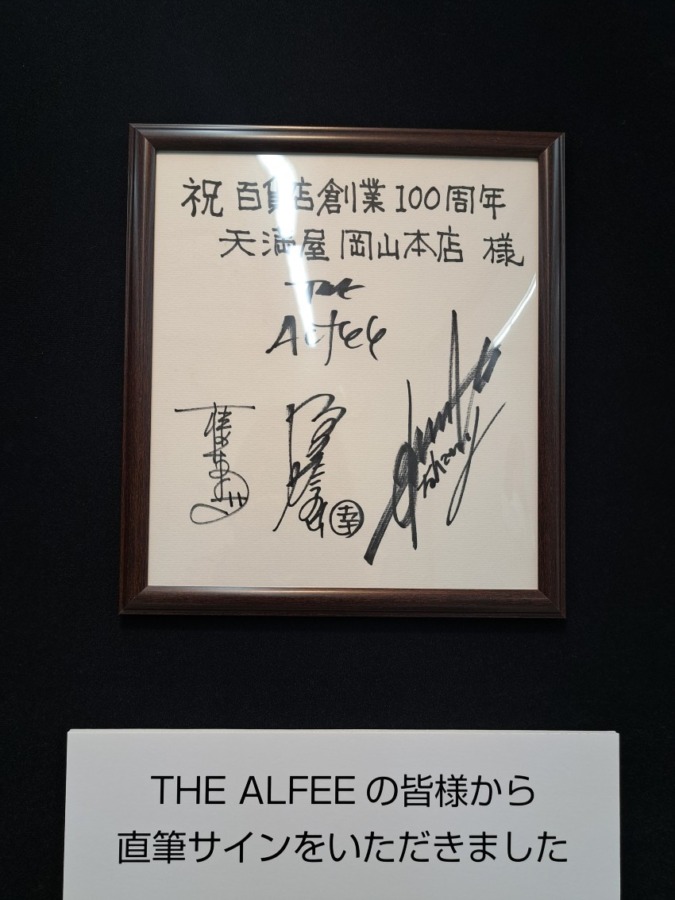 祝 百貨店創業100周年
天満屋 岡山本店 様
The
Alfee
幸
THE ALFEEの皆様から
直筆サインをいただきました